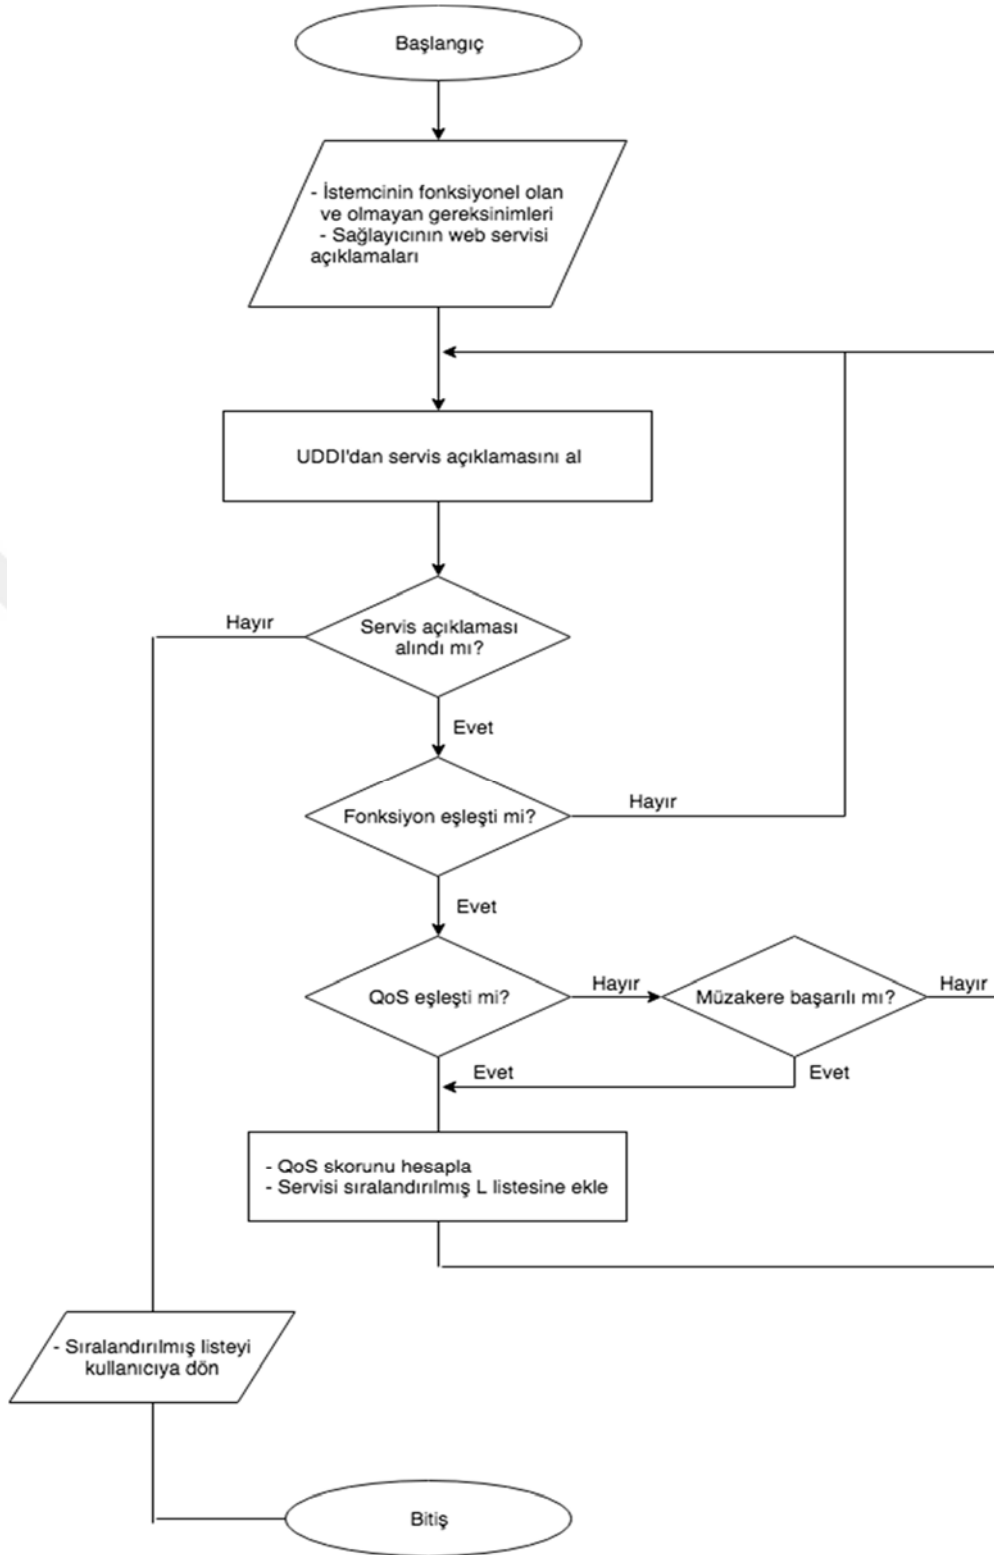 Başlangıç
- İstemcinin fonksiyonel olan
ve olmayan gereksinimleri
- Sağlayıcının web servisi
açıklamaları
UDDI'dan servis açıklamasını al
Hayır
Servis açıklaması
alındı mı?
Evet
Fonksiyon eşleşti mi?
Hayır
Evet
QoS eşleşti mi?
Hayır
Müzakere başarılı mı?
Hayır
Evet
Evet
- QoS skorunu hesapla
- Servisi sıralandırılmış L listesine ekle
- Sıralandırılmış listeyi
kullanıcıya dön
Bitiş